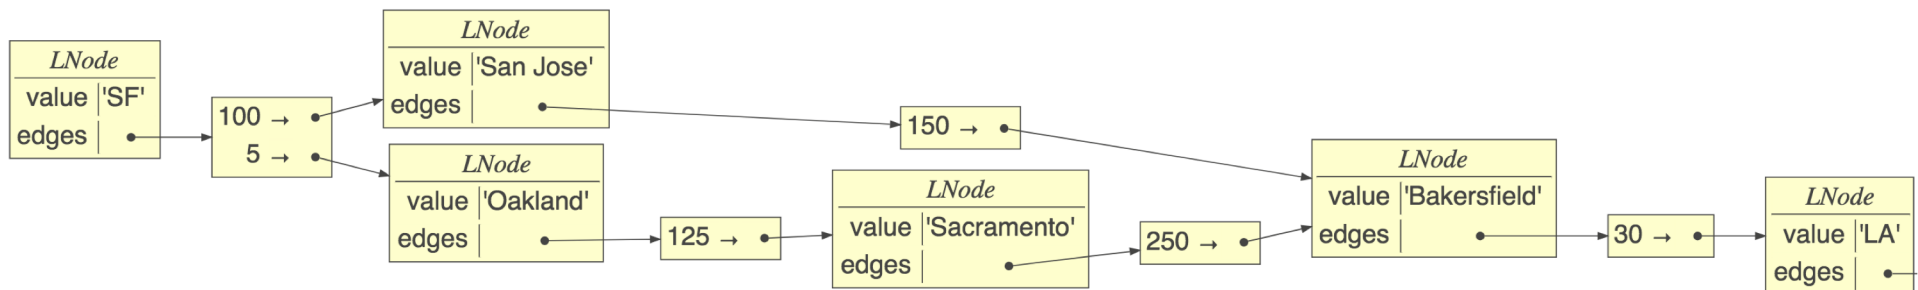 LNode
value 'SF'
edges
100 →
5 →
LNode
value 'San Jose'
edges
LNode
value 'Oakland'
edges
150 →
125 →
LNode
value 'Sacramento'
edges
250 →
LNode
value 'Bakersfield'
edges
30 →
LNode
value 'LA'
edges